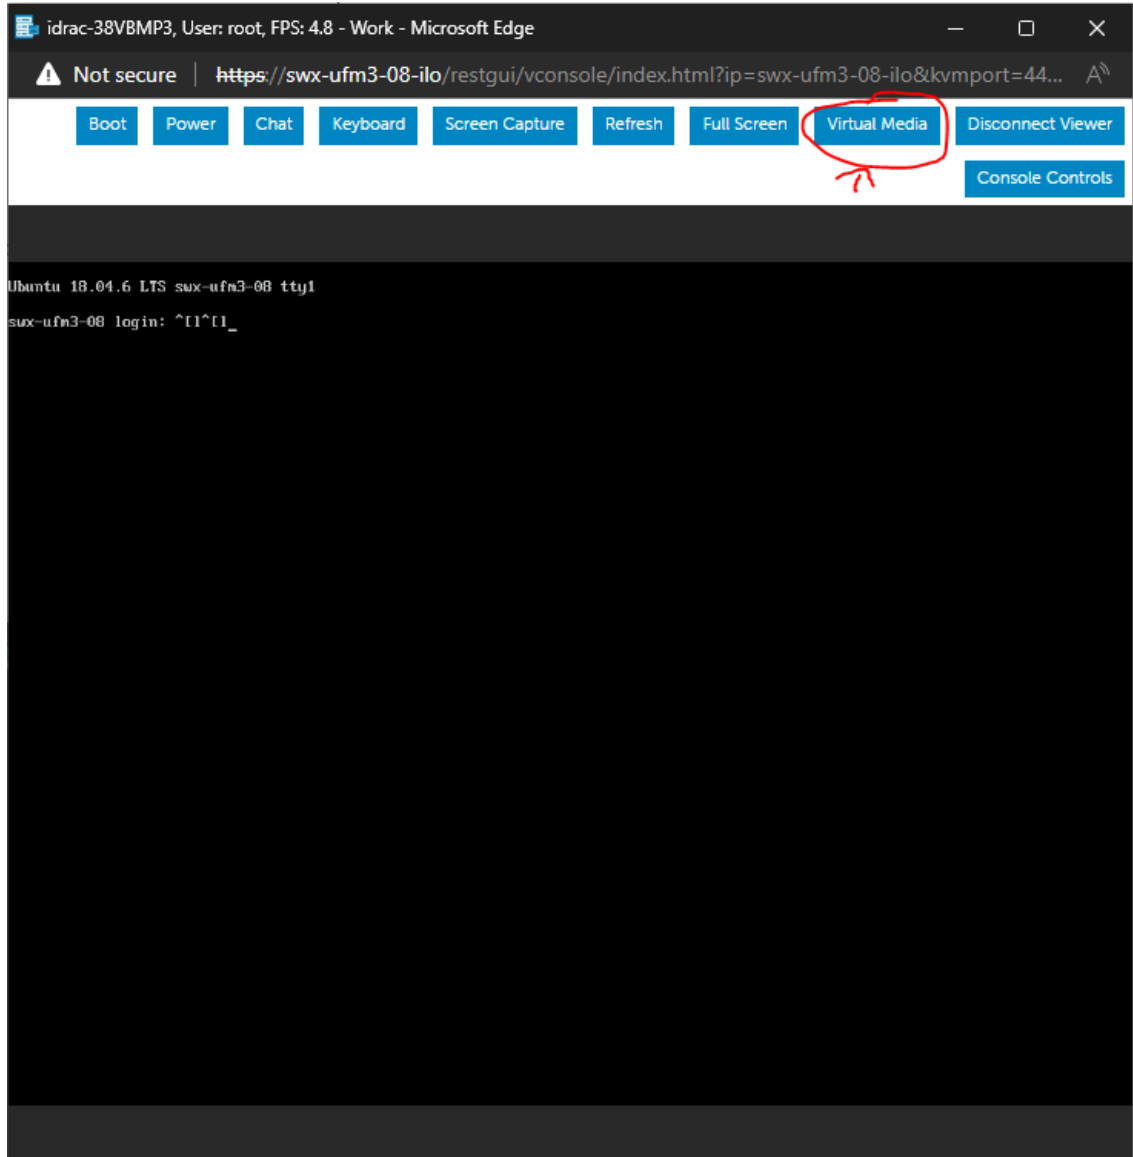 idrac-38VBMP3, User: root, FPS: 4.8 - Work - Microsoft Edge
Not secure | https://swx-ufm3-08-ilo/restgui/vconsole/index.html?ip=swx-ufm3-08-ilo&kvmport=44...
Boot Power Chat Keyboard Screen Capture Refresh Full Screen Virtual Media Disconnect Viewer
Console Controls
Ubuntu 18.04.6 LTS swx-ufm3-08 tty1
swx-ufm3-08 login: ^[l^[l_